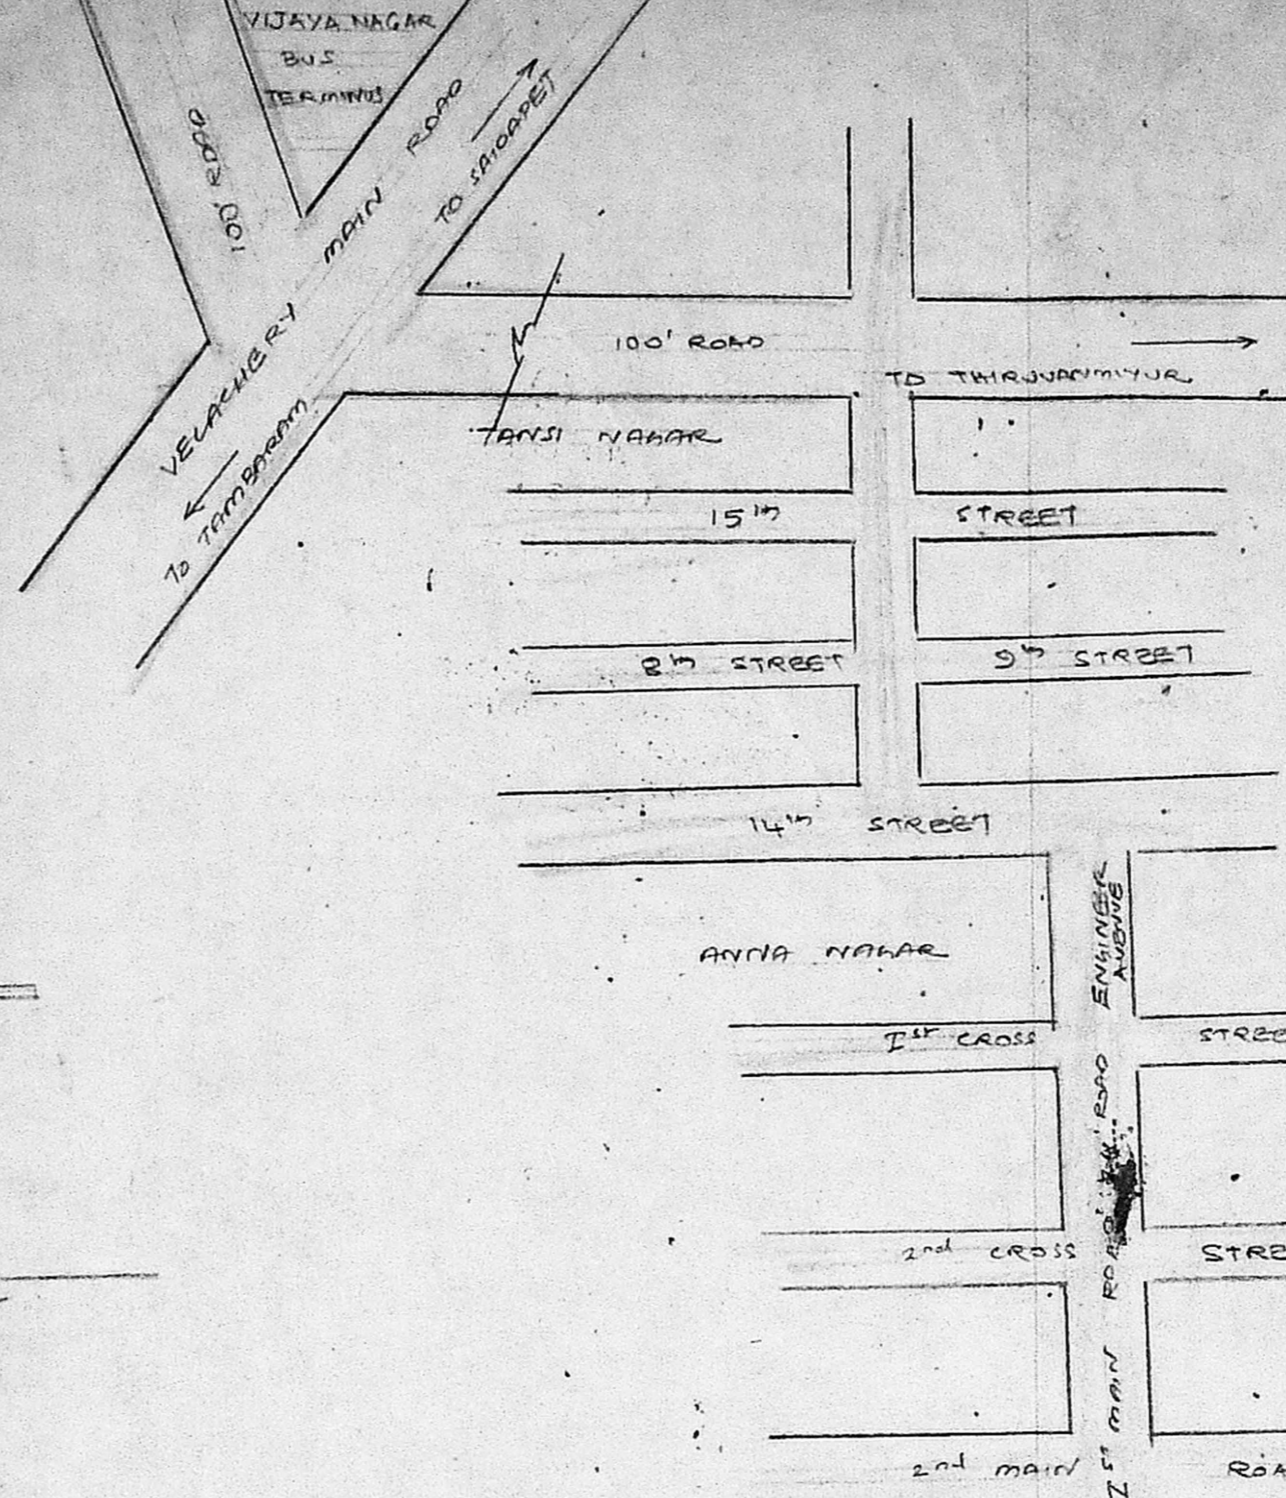 VIJAYA NAGAR
BUS
TERMINUS
100' ROAD
VELACHERY MAIN ROAD
TO SAIDAPET
TO TAMBARAM
100' ROAD
TO THIRUVANMIYUR
TANSI NAGAR
15th STREET
8th STREET
9th STREET
14th STREET
ENGINEER
AVENUE
ANNA NAGAR
Ist CROSS STREE
ROAD
2nd CROSS STRE
Ist MAIN ROAD
2nd MAIN ROA